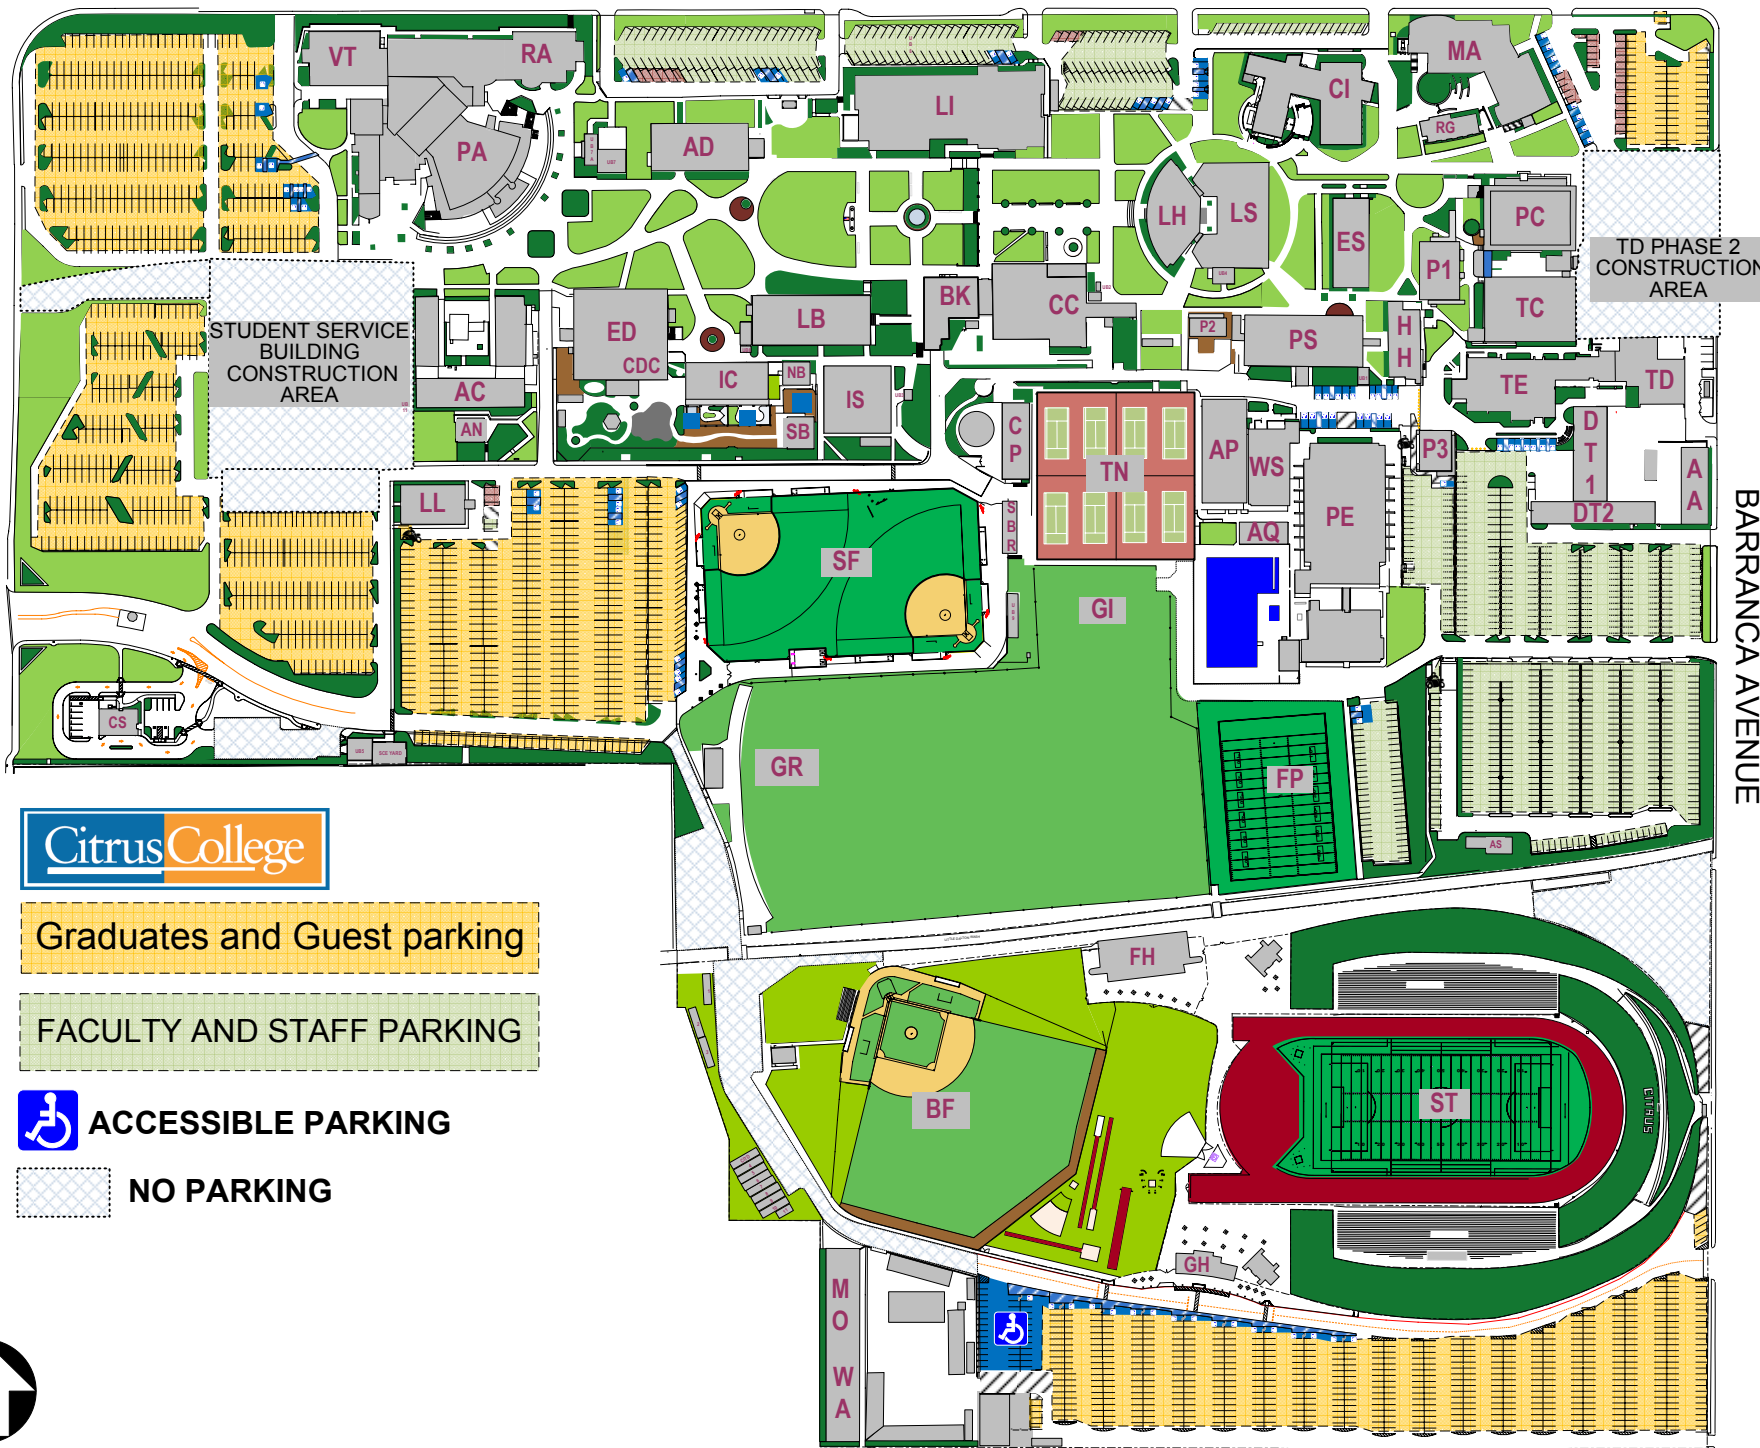 VT
RA
MA
CI
LI
RG
AD
PA
UB7
LH
LS
ES
PC
P1
TD PHASE 2
CONSTRUCTION
AREA
BK
CC
LB
ED
TC
P2
PS
H
H
STUDENT SERVICE
BUILDING
CONSTRUCTION
AREA
CDC
IC
NB
IS
AC
AN
SB
C
P
TE
TD
D
T
1
DT2
A
A
TN
AP
WS
P3
PE
AQ
LL
S
B
R
SF
GI
BARRANCA AVENUE
CS
SCE YARD
GR
FP
AS
Citrus College
Graduates and Guest parking
FACULTY AND STAFF PARKING
ACCESSIBLE PARKING
NO PARKING
FH
BF
ST
CITRUS
GH
M
O
W
A